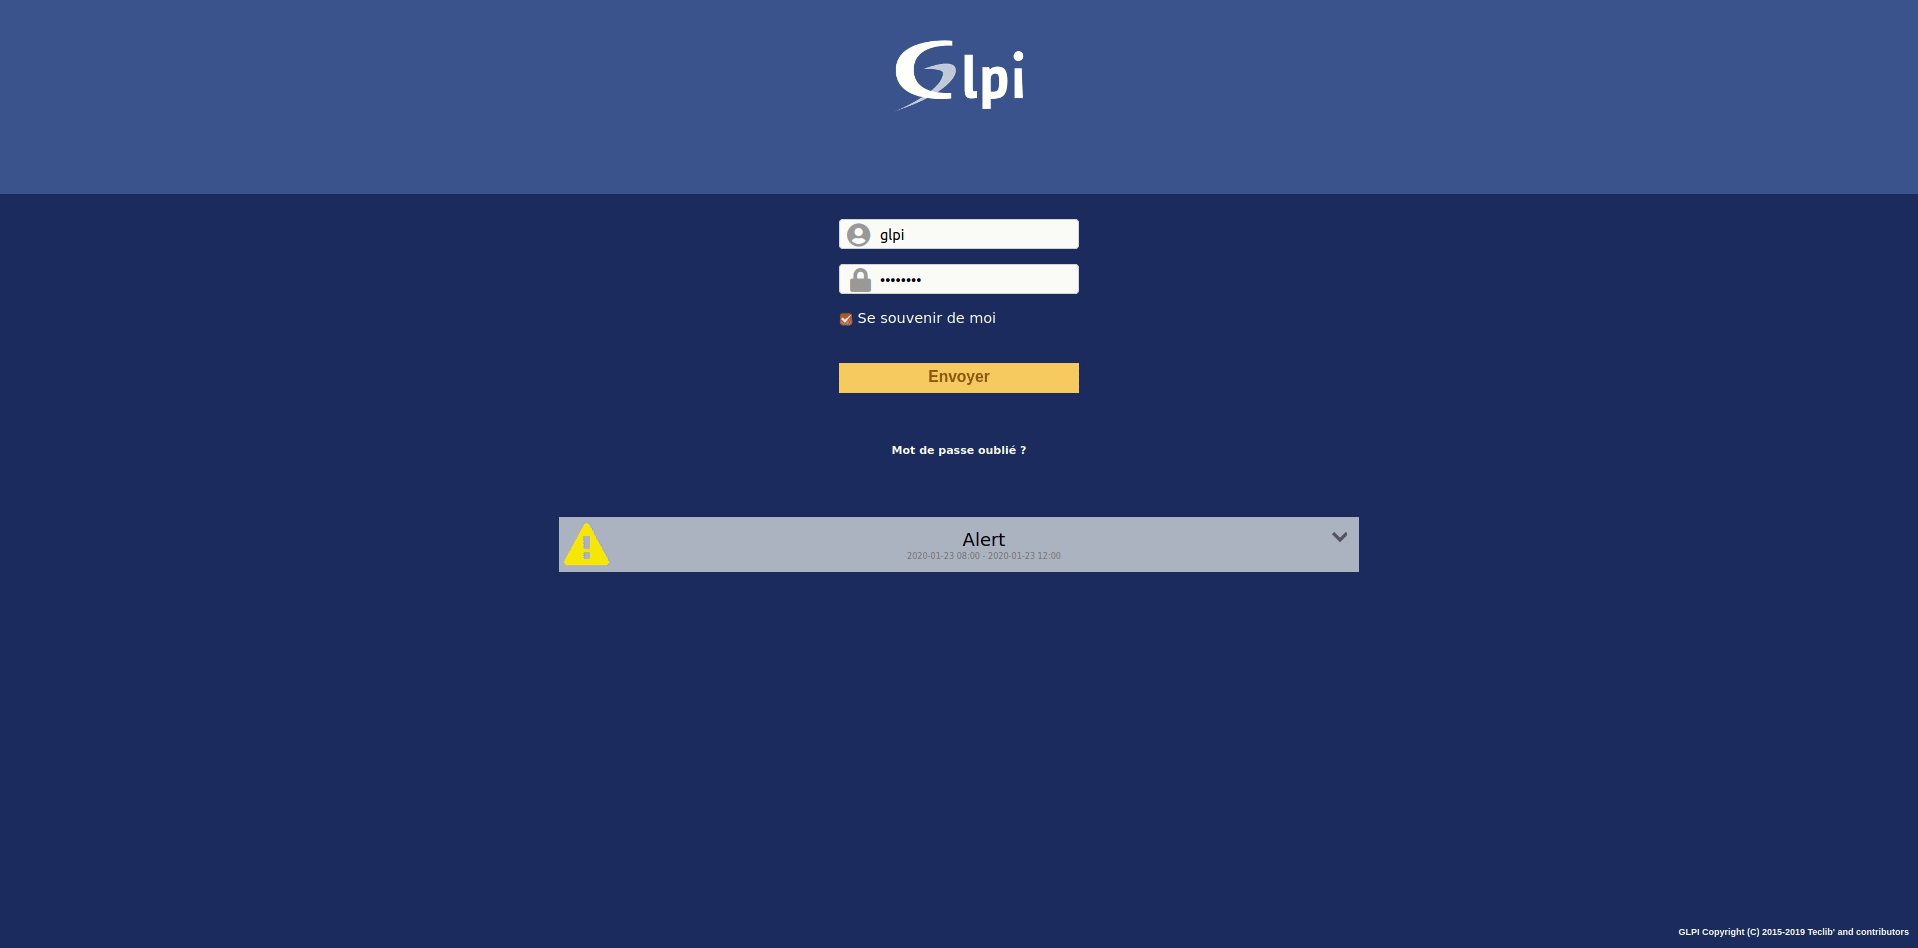 Glpi
glpi
••••••••
Se souvenir de moi
Envoyer
Mot de passe oublié ?
Alert
2020-01-23 08:00 - 2020-01-23 12:00
GLPI Copyright (C) 2015-2019 Teclib' and contributors